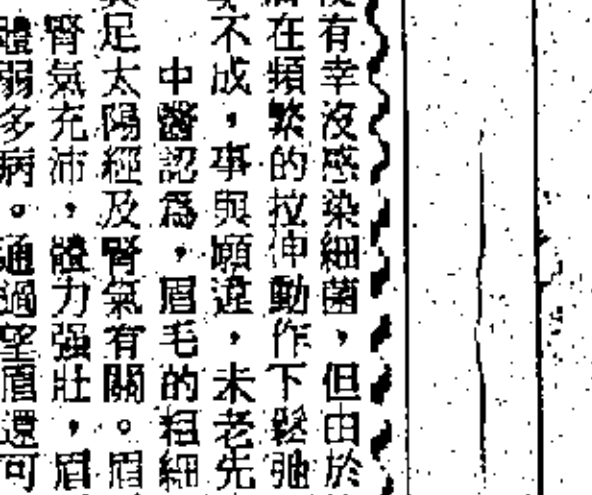 有幸沒感染細菌，但由於
在頻繁的拉伸動作下鬆弛
不成，事與願違，未老先
中醫認爲，眉毛的粗細
足太陽經及腎氣有關。眉
腎氣充沛，體力强壯，眉
體弱多病。通過望眉還可